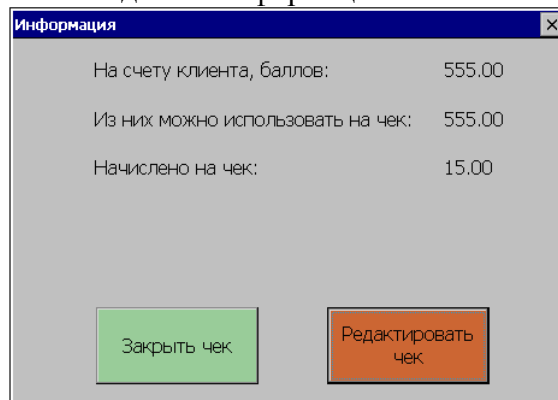 Информация
На счету клиента, баллов: 555.00
Из них можно использовать на чек: 555.00
Начислено на чек: 15.00
Закрыть чек
Редактировать
чек